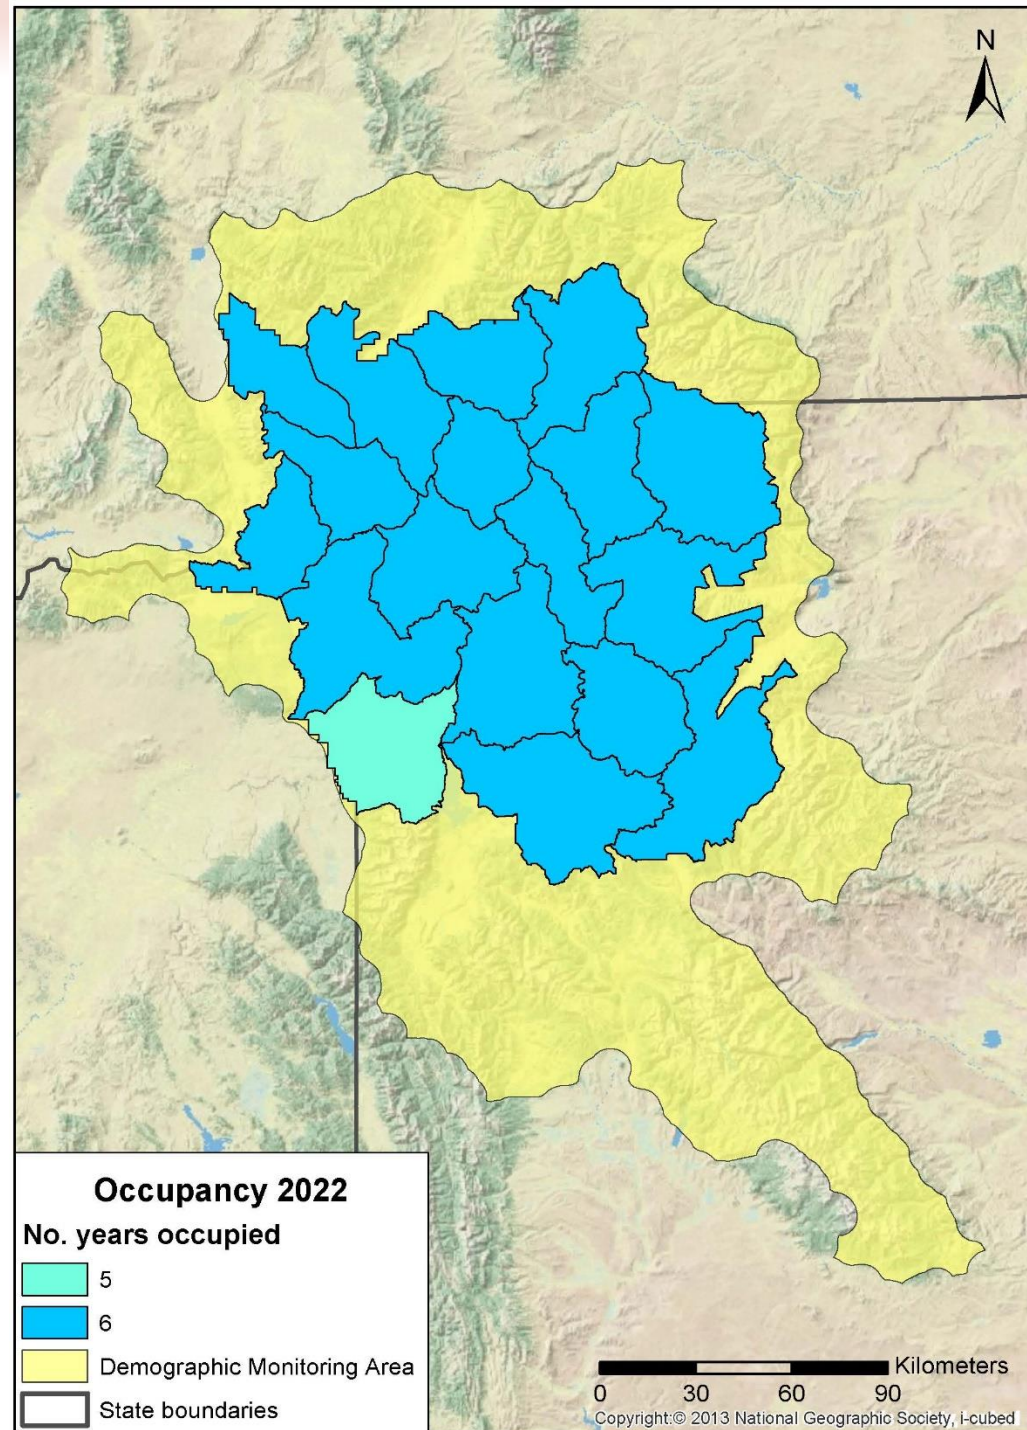 N
Occupancy 2022
No. years occupied
5
6
Demographic Monitoring Area
State boundaries
Kilometers
0 30 60 90
Copyright:© 2013 National Geographic Society, i-cubed